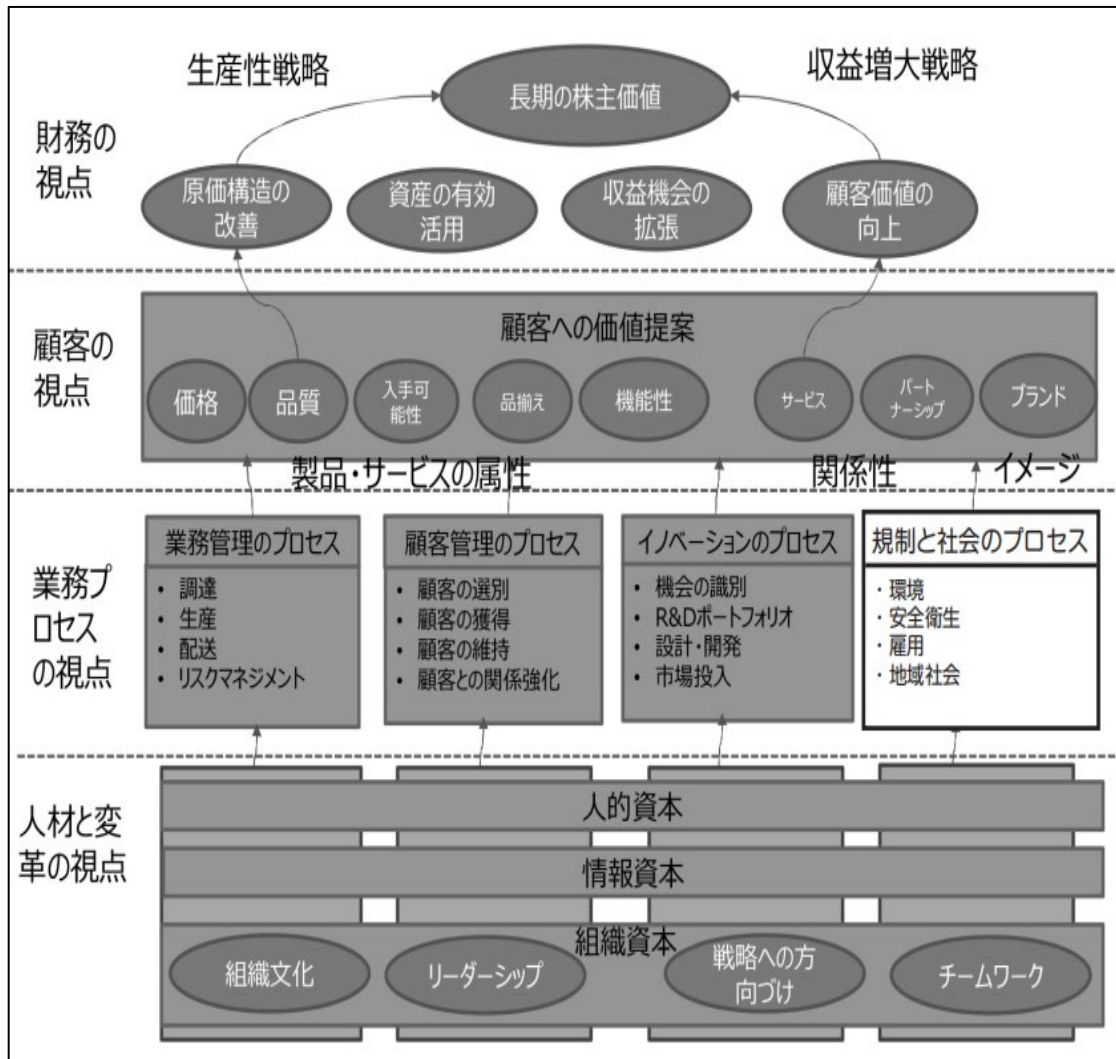 生産性戦略
収益増大戦略
長期の株主価値
財務の
視点
原価構造の
改善
資産の有効
活用
収益機会の
拡張
顧客価値の
向上
顧客の
視点
顧客への価値提案
価格
品質
入手可
能性
品揃え
機能性
サービス
パート
ナーシップ
ブランド
製品・サービスの属性
関係性
イメージ
業務プ
ロセス
の視点
業務管理のプロセス
• 調達
• 生産
• 配送
• リスクマネジメント
顧客管理のプロセス
• 顧客の選別
• 顧客の獲得
• 顧客の維持
• 顧客との関係強化
イノベーションのプロセス
• 機会の識別
• R&Dポートフォリオ
• 設計・開発
• 市場投入
規制と社会のプロセス
・環境
・安全衛生
・雇用
・地域社会
人材と変
革の視点
人的資本
情報資本
組織資本
組織文化
リーダーシップ
戦略への方
向づけ
チームワーク